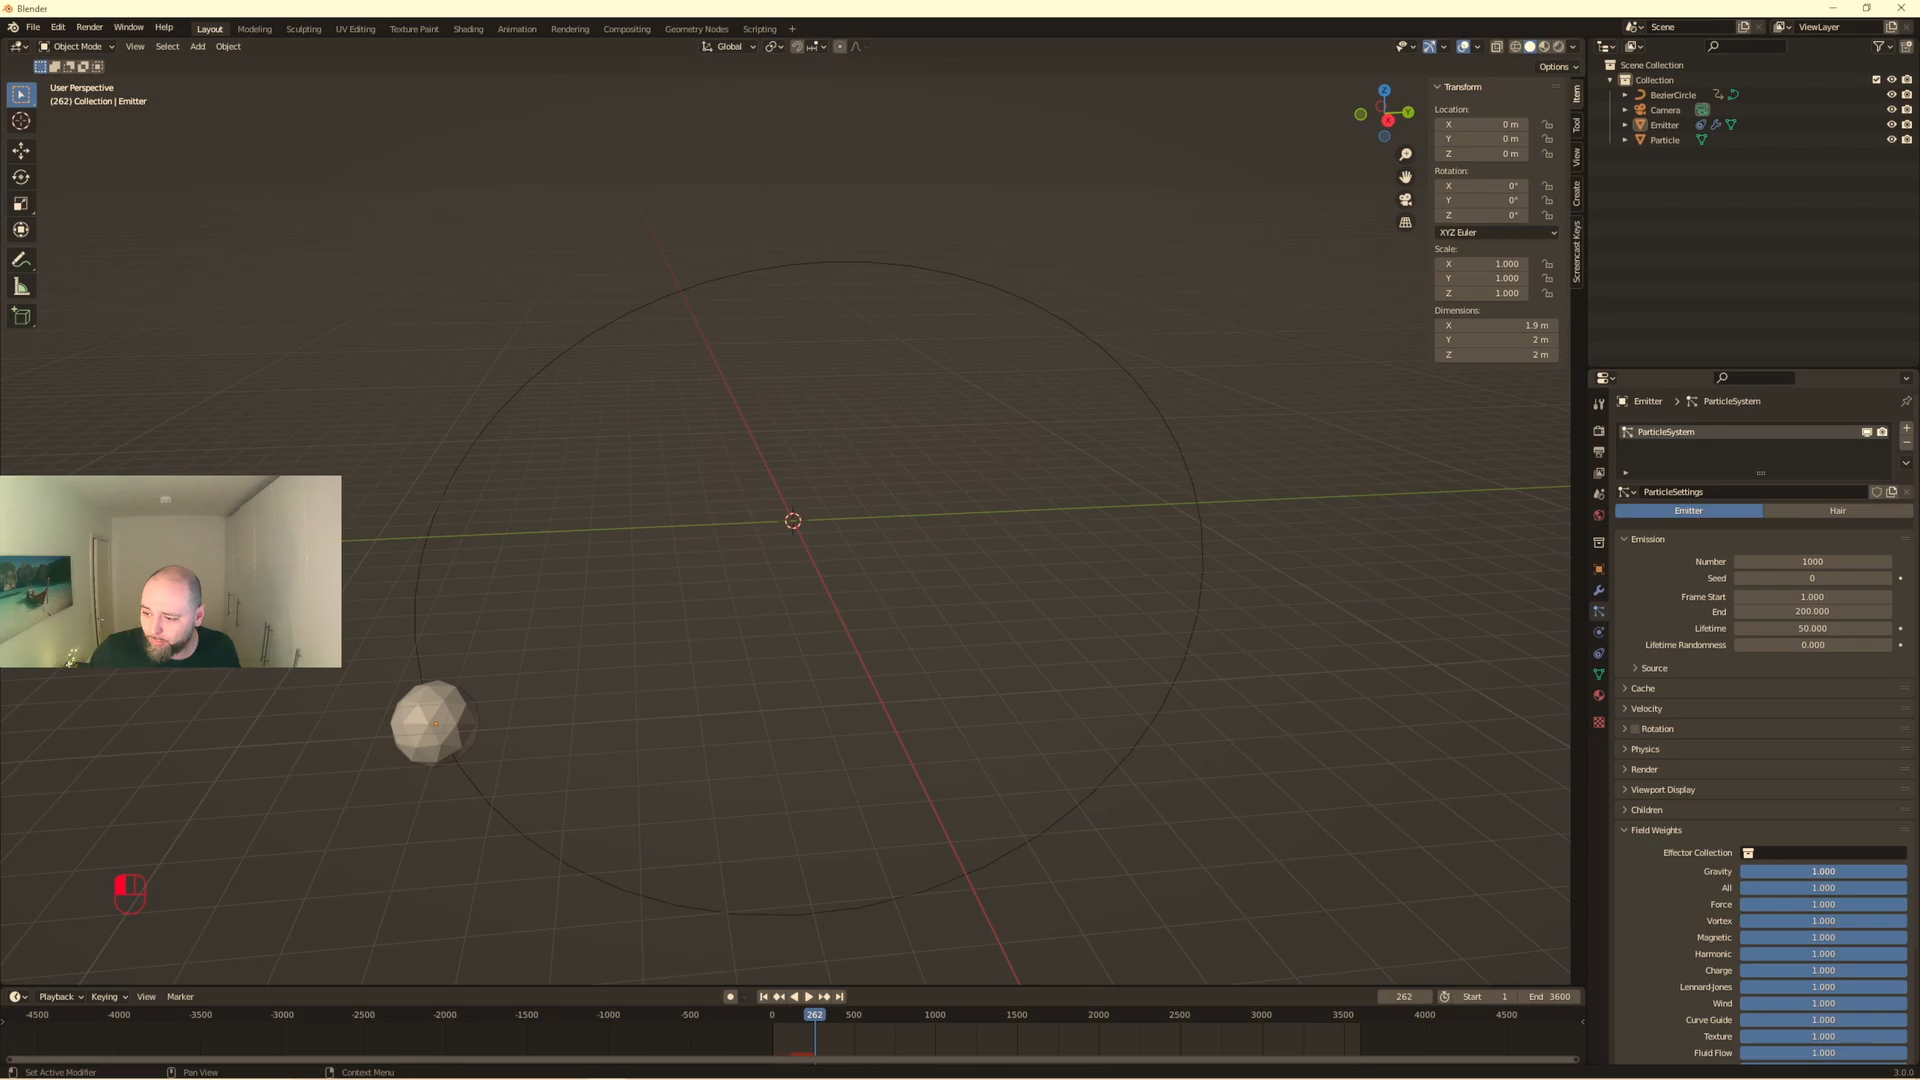 Blender
File Edit Render Window Help
Layout Modeling Sculpting UV Editing Texture Paint Shading Animation Rendering Compositing Geometry Nodes Scripting +
Scene
ViewLayer
Object Mode View Select Add Object
Global
Options
User Perspective
(262) Collection | Emitter
Z
Y
X
Transform
Location:
X 0 m
Y 0 m
Z 0 m
Rotation:
X 0°
Y 0°
Z 0°
XYZ Euler
Scale:
X 1.000
Y 1.000
Z 1.000
Dimensions:
X 1.9 m
Y 2 m
Z 2 m
Item
Tool
View
Create
Screencast Keys
Scene Collection
Collection
BezierCircle
Camera
Emitter
Particle
Emitter > ParticleSystem
ParticleSystem
ParticleSettings
Emitter Hair
Emission
Number 1000
Seed 0
Frame Start 1.000
End 200.000
Lifetime 50.000
Lifetime Randomness 0.000
Source
Cache
Velocity
Rotation
Physics
Render
Viewport Display
Children
Field Weights
Effector Collection
Gravity 1.000
All 1.000
Force 1.000
Vortex 1.000
Magnetic 1.000
Harmonic 1.000
Charge 1.000
Lennard-Jones 1.000
Wind 1.000
Curve Guide 1.000
Texture 1.000
Fluid Flow 1.000
Playback Keying View Marker
262 Start 1 End 3600
-4500 -4000 -3500 -3000 -2500 -2000 -1500 -1000 -500 0 262 500 1000 1500 2000 2500 3000 3500 4000 4500
Set Active Modifier Pan View Context Menu
3.0.0